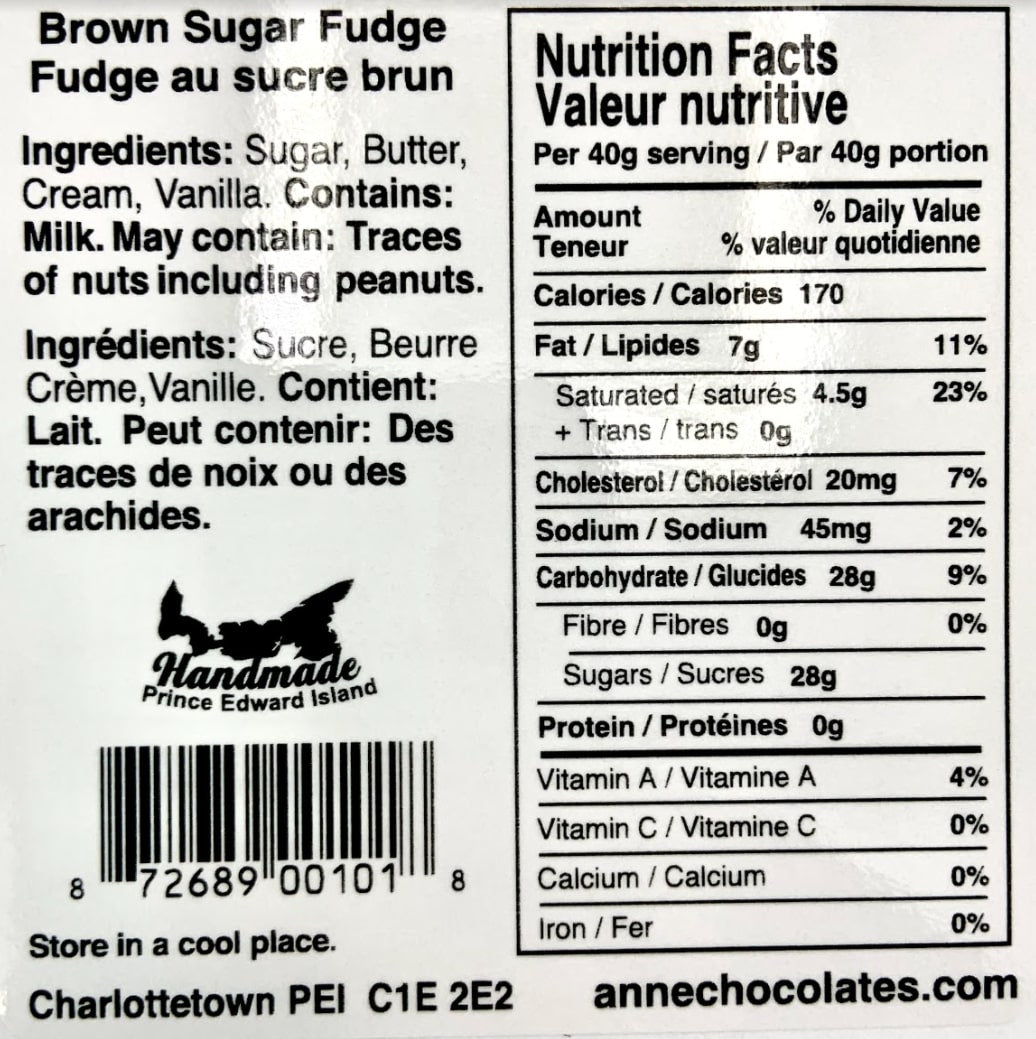 Brown Sugar Fudge
Fudge au sucre brun
Ingredients: Sugar, Butter,
Cream, Vanilla. Contains:
Milk. May contain: Traces
of nuts including peanuts.
Ingrédients: Sucre, Beurre
Crème, Vanille. Contient:
Lait. Peut contenir: Des
traces de noix ou des
arachides.
Handmade
Prince Edward Island
8 72689 00101 8
Store in a cool place.
Charlottetown PEI C1E 2E2
Nutrition Facts
Valeur nutritive
Per 40g serving / Par 40g portion
Amount % Daily Value
Teneur % valeur quotidienne
Calories / Calories 170
Fat / Lipides 7g 11%
Saturated / saturés 4.5g 23%
+ Trans / trans 0g
Cholesterol / Cholestérol 20mg 7%
Sodium / Sodium 45mg 2%
Carbohydrate / Glucides 28g 9%
Fibre / Fibres 0g 0%
Sugars / Sucres 28g
Protein / Protéines 0g
Vitamin A / Vitamine A 4%
Vitamin C / Vitamine C 0%
Calcium / Calcium 0%
Iron / Fer 0%
annechocolates.com